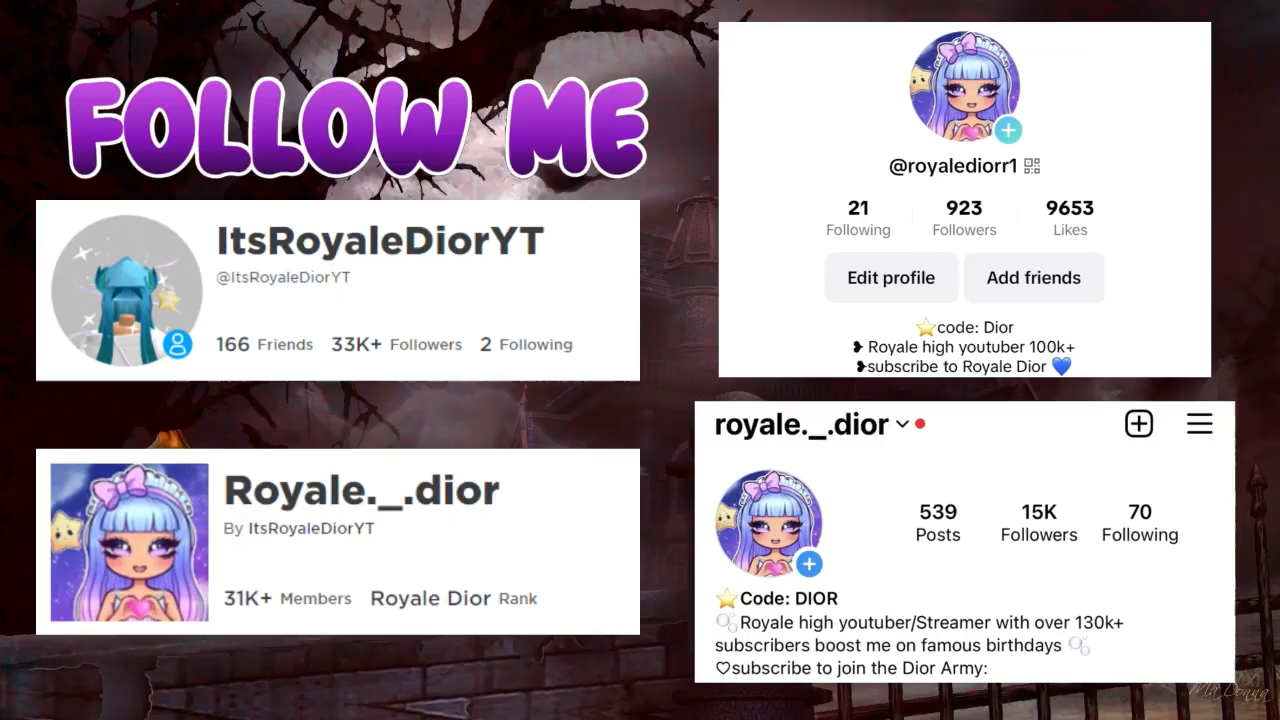 FOLLOW ME
ItsRoyaleDiorYT
@ItsRoyaleDiorYT
166 Friends 33K+ Followers 2 Following
Royale._.dior
By ItsRoyaleDiorYT
31K+ Members Royale Dior Rank
@royalediorr1
21 923 9653
Following Followers Likes
Edit profile Add friends
⭐code: Dior
❥ Royale high youtuber 100k+
❥subscribe to Royale Dior 💙
royale._.dior
539 15K 70
Posts Followers Following
⭐Code: DIOR
🫧Royale high youtuber/Streamer with over 130k+
subscribers boost me on famous birthdays 🫧
♡subscribe to join the Dior Army:
Ma Donna